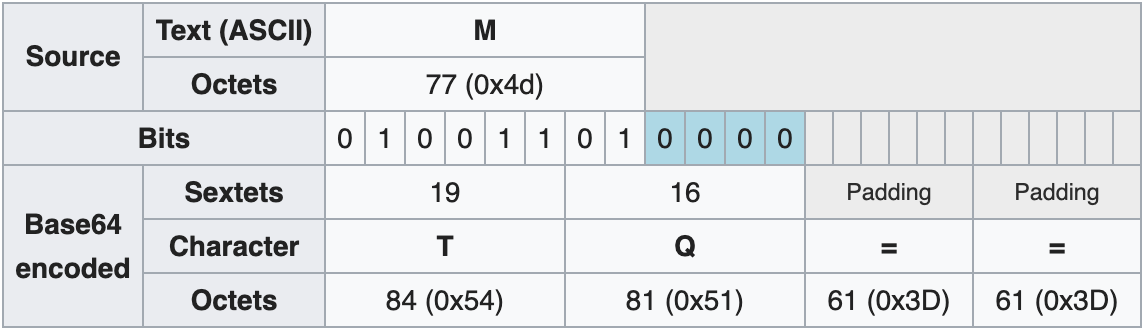 Source Text (ASCII) M
Octets 77 (0x4d)
Bits 0 1 0 0 1 1 0 1 0 0 0 0
Base64 encoded Sextets 19 16 Padding Padding
Character T Q = =
Octets 84 (0x54) 81 (0x51) 61 (0x3D) 61 (0x3D)